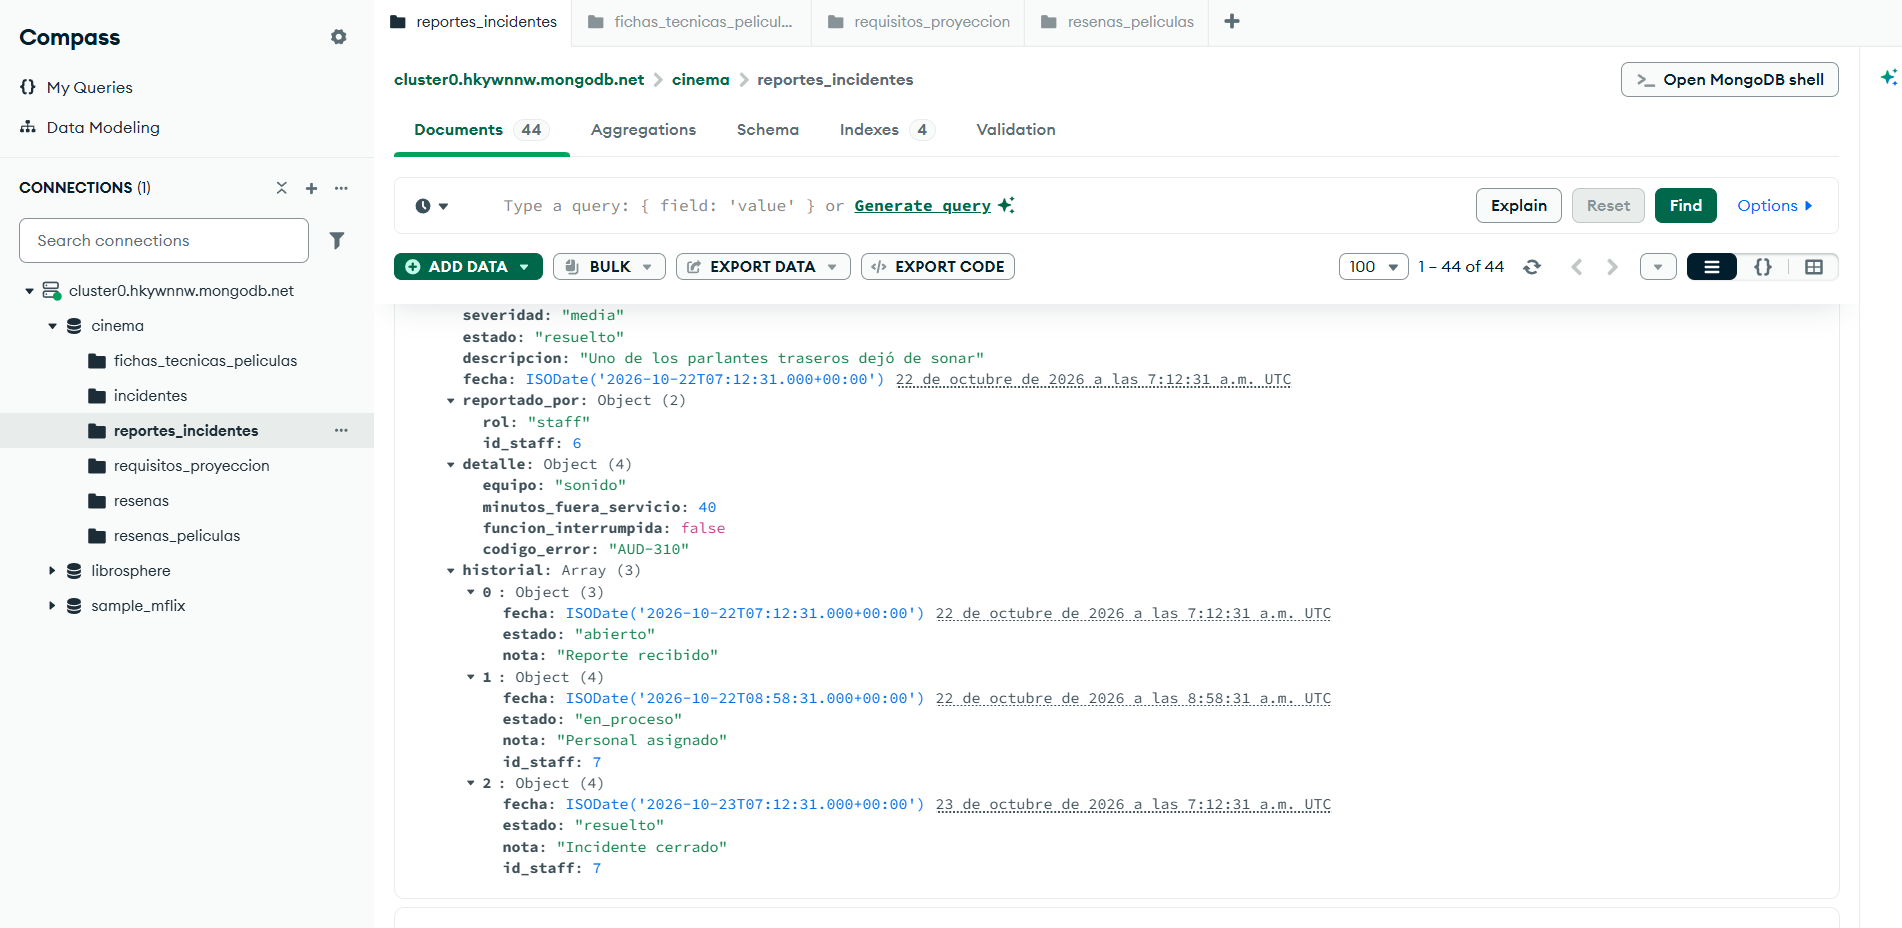 Compass
My Queries
Data Modeling
CONNECTIONS (1)
Search connections
cluster0.hkywnnw.mongodb.net
cinema
fichas_tecnicas_peliculas
incidentes
reportes_incidentes
requisitos_proyeccion
resenas
resenas_peliculas
librosphere
sample_mflix
reportes_incidentes
fichas_tecnicas_pelicul...
requisitos_proyeccion
resenas_peliculas
cluster0.hkywnnw.mongodb.net > cinema > reportes_incidentes
>_ Open MongoDB shell
Documents 44 Aggregations Schema Indexes 4 Validation
Type a query: { field: 'value' } or Generate query
Explain Reset Find Options
ADD DATA BULK EXPORT DATA EXPORT CODE
100 1 – 44 of 44
severidad: "media"
estado: "resuelto"
descripcion: "Uno de los parlantes traseros dejó de sonar"
fecha: ISODate('2026-10-22T07:12:31.000+00:00') 22 de octubre de 2026 a las 7:12:31 a.m. UTC
reportado_por: Object (2)
rol: "staff"
id_staff: 6
detalle: Object (4)
equipo: "sonido"
minutos_fuera_servicio: 40
funcion_interrumpida: false
codigo_error: "AUD-310"
historial: Array (3)
0: Object (3)
fecha: ISODate('2026-10-22T07:12:31.000+00:00') 22 de octubre de 2026 a las 7:12:31 a.m. UTC
estado: "abierto"
nota: "Reporte recibido"
1: Object (4)
fecha: ISODate('2026-10-22T08:58:31.000+00:00') 22 de octubre de 2026 a las 8:58:31 a.m. UTC
estado: "en_proceso"
nota: "Personal asignado"
id_staff: 7
2: Object (4)
fecha: ISODate('2026-10-23T07:12:31.000+00:00') 23 de octubre de 2026 a las 7:12:31 a.m. UTC
estado: "resuelto"
nota: "Incidente cerrado"
id_staff: 7